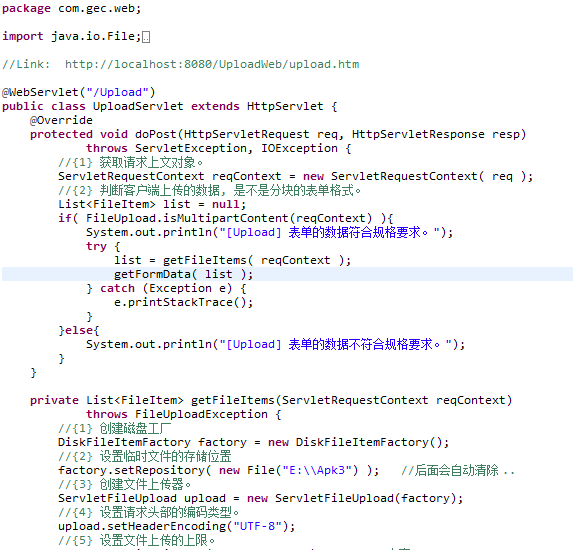 package com.gec.web;
import java.io.File;
//Link:  http://localhost:8080/UploadWeb/upload.htm
@WebServlet("/Upload")
public class UploadServlet extends HttpServlet {
    @Override
    protected void doPost(HttpServletRequest req, HttpServletResponse resp)
            throws ServletException, IOException {
        //{1} 获取请求上文对象。
        ServletRequestContext reqContext = new ServletRequestContext( req );
        //{2} 判断客户端上传的数据, 是不是分块的表单格式。
        List<FileItem> list = null;
        if( FileUpload.isMultipartContent(reqContext) ){
            System.out.println("[Upload] 表单的数据符合规格要求。");
            try {
                list = getFileItems( reqContext );
                getFormData( list );
            } catch (Exception e) {
                e.printStackTrace();
            }
        }else{
            System.out.println("[Upload] 表单的数据不符合规格要求。");
        }
    }
    private List<FileItem> getFileItems(ServletRequestContext reqContext)
            throws FileUploadException {
        //{1} 创建磁盘工厂
        DiskFileItemFactory factory = new DiskFileItemFactory();
        //{2} 设置临时文件的存储位置
        factory.setRepository( new File("E:\\Apk3") );   //后面会自动清除 ..
        //{3} 创建文件上传器。
        ServletFileUpload upload = new ServletFileUpload(factory);
        //{4} 设置请求头部的编码类型。
        upload.setHeaderEncoding("UTF-8");
        //{5} 设置文件上传的上限。